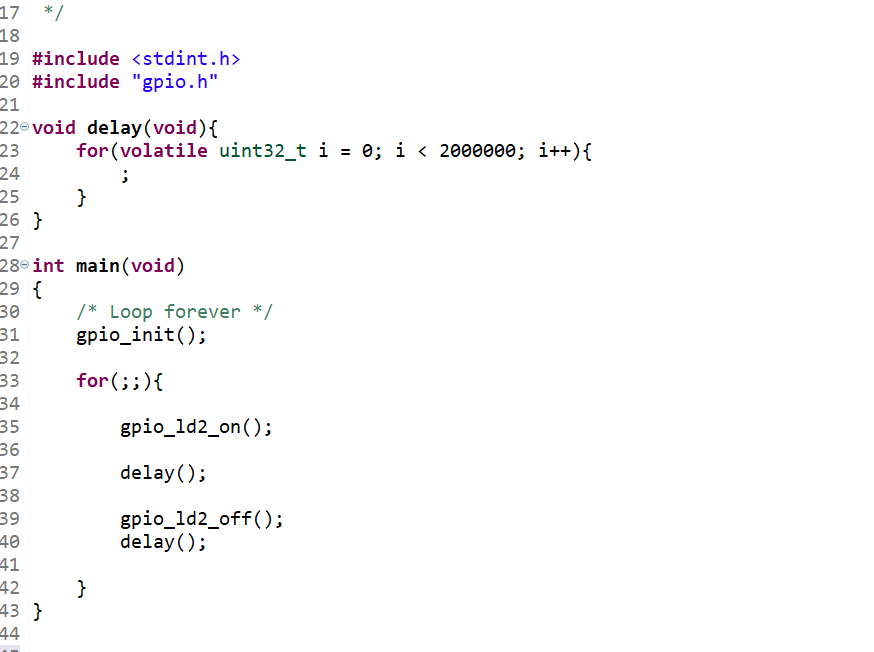 17  */
18
19 #include <stdint.h>
20 #include "gpio.h"
21
22 void delay(void){
23     for(volatile uint32_t i = 0; i < 2000000; i++){
24         ;
25     }
26 }
27
28 int main(void)
29 {
30     /* Loop forever */
31     gpio_init();
32
33     for(;;){
34
35         gpio_ld2_on();
36
37         delay();
38
39         gpio_ld2_off();
40         delay();
41
42     }
43 }
44